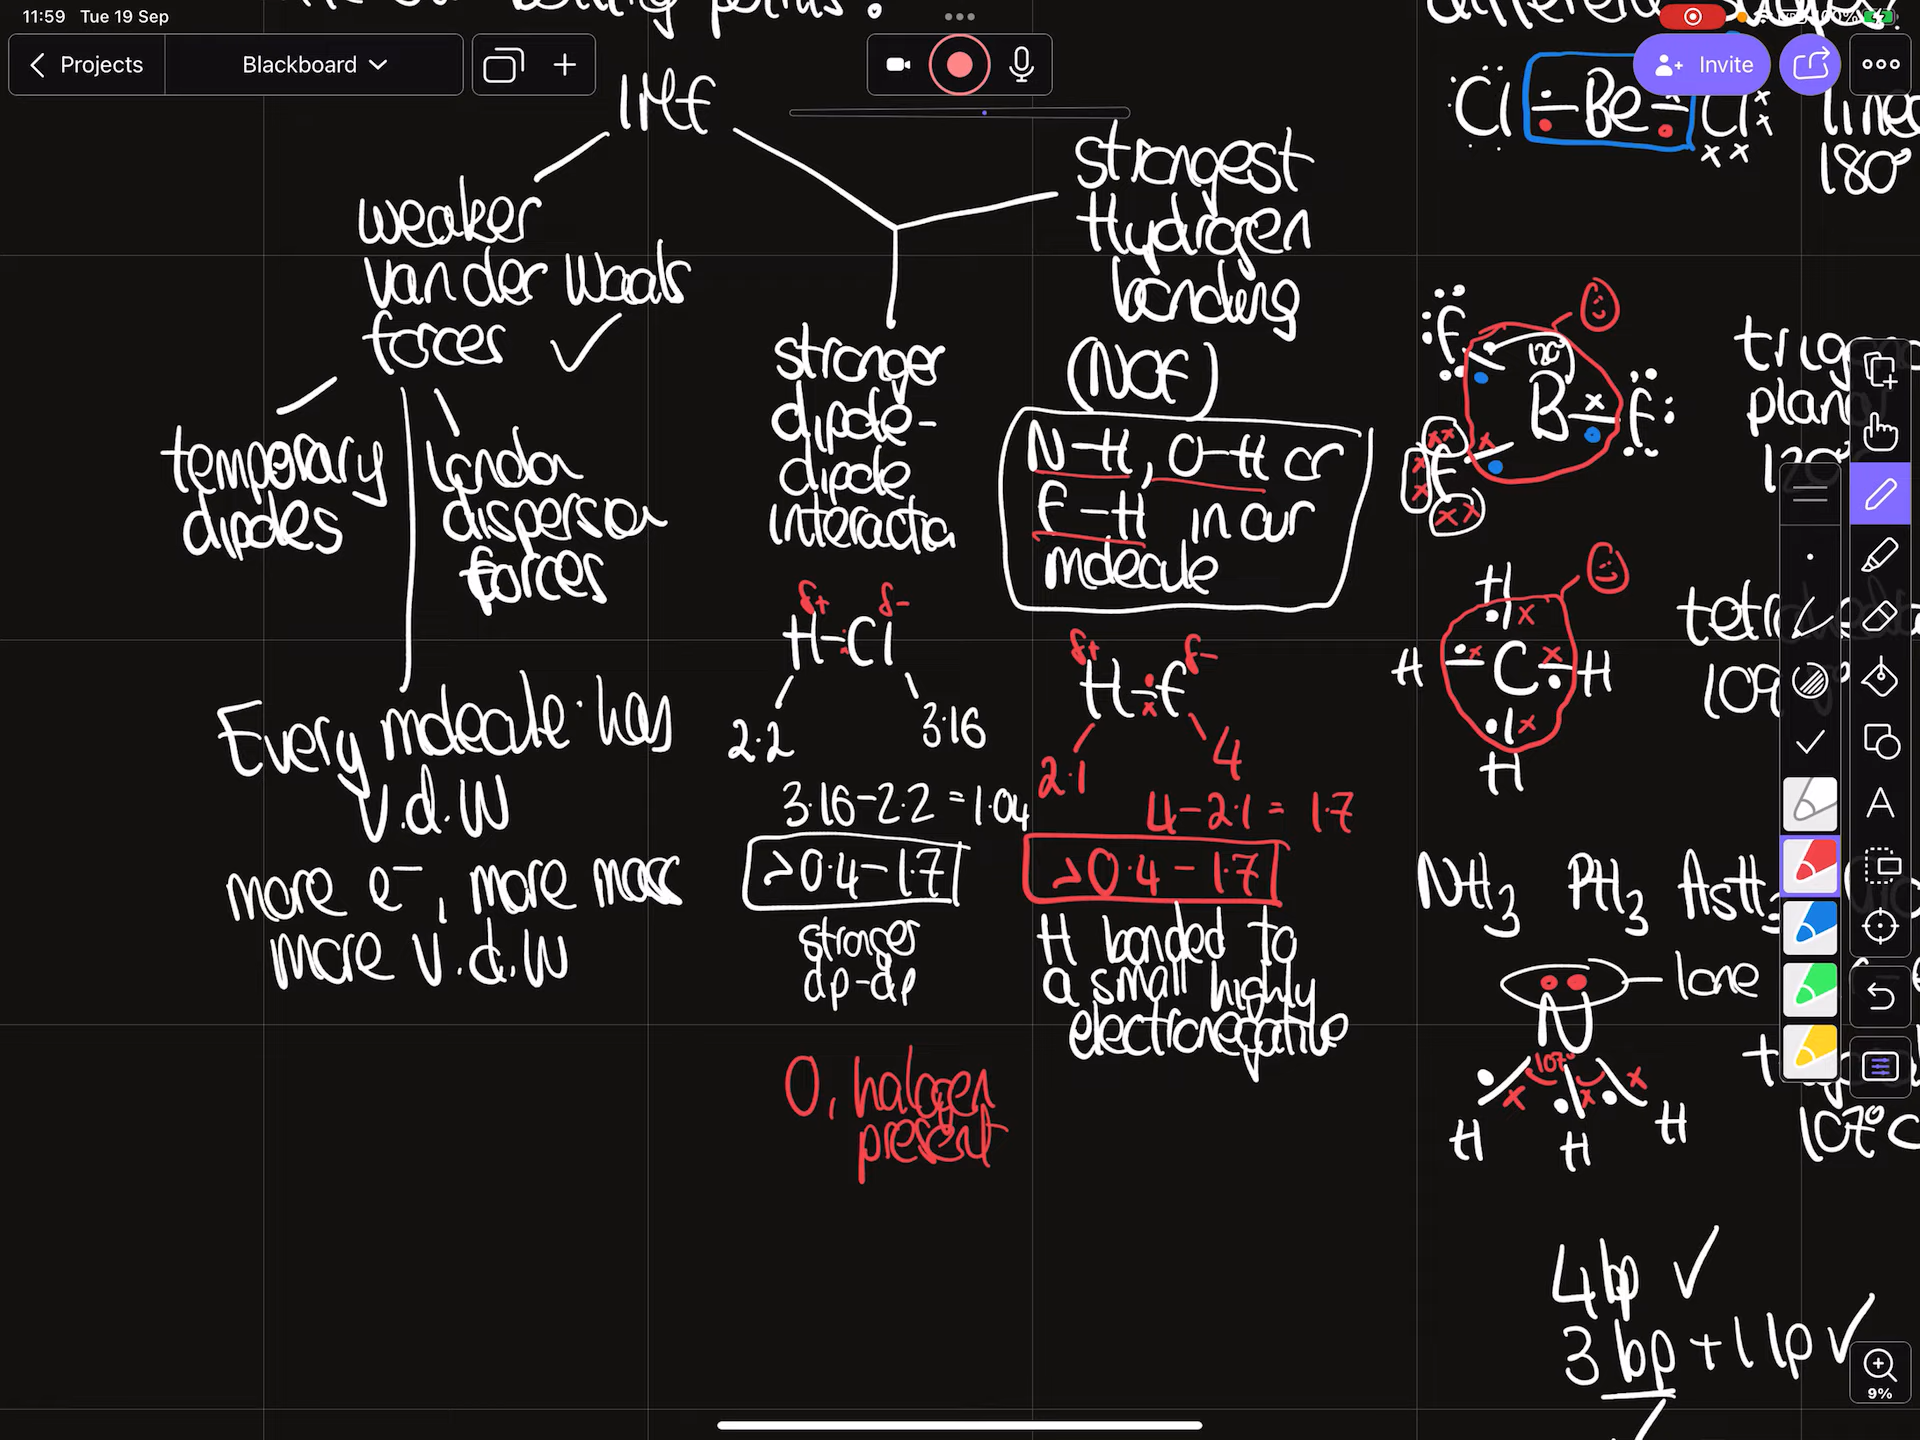 11:59 Tue 19 Sep
Projects
Blackboard
Invite
IMF
weaker
van der Waals
forces ✓
temporary
dipoles
London
dispersion
forces
Every molecule has
v.d.W
more e⁻, more mass
more v.d.W
stronger
dipole-
dipole
interaction
δ+ δ-
H-Cl
2.2 3.16
3.16-2.2 = 1.04
>0.4-1.7
stronger
dp-dp
O, halogen
present
strongest
Hydrogen
bonding
(NOF)
N-H, O-H or
F-H in our
molecule
δ+ δ-
H-F
2.1 4
4-2.1 = 1.7
>0.4-1.7
H bonded to
a small highly
electronegative
Cl Be Cl
180°
F
120°
B F
F
H
H C H
H
NH₃ PH₃ AsH₃
lone
N
107°
H H H
107°
4bp ✓
3bp + 1 lp ✓
A
9%